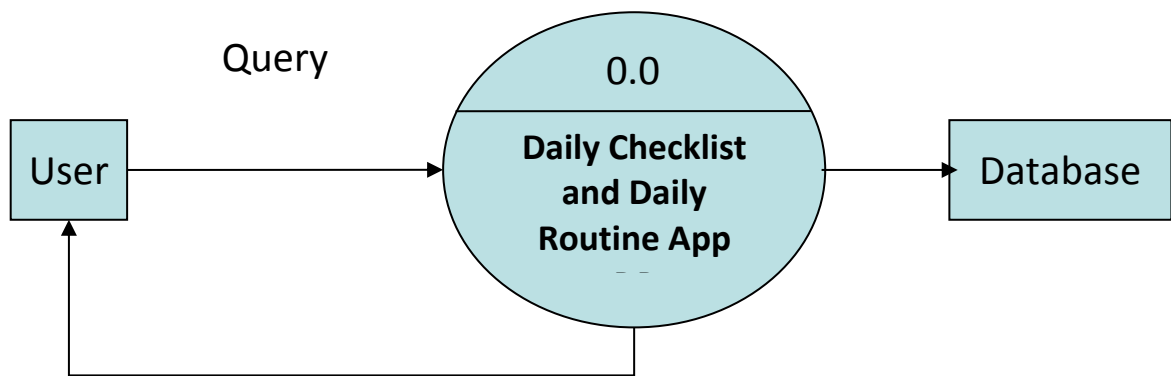 Query
0.0
User
Daily Checklist
and Daily
Routine App
Database